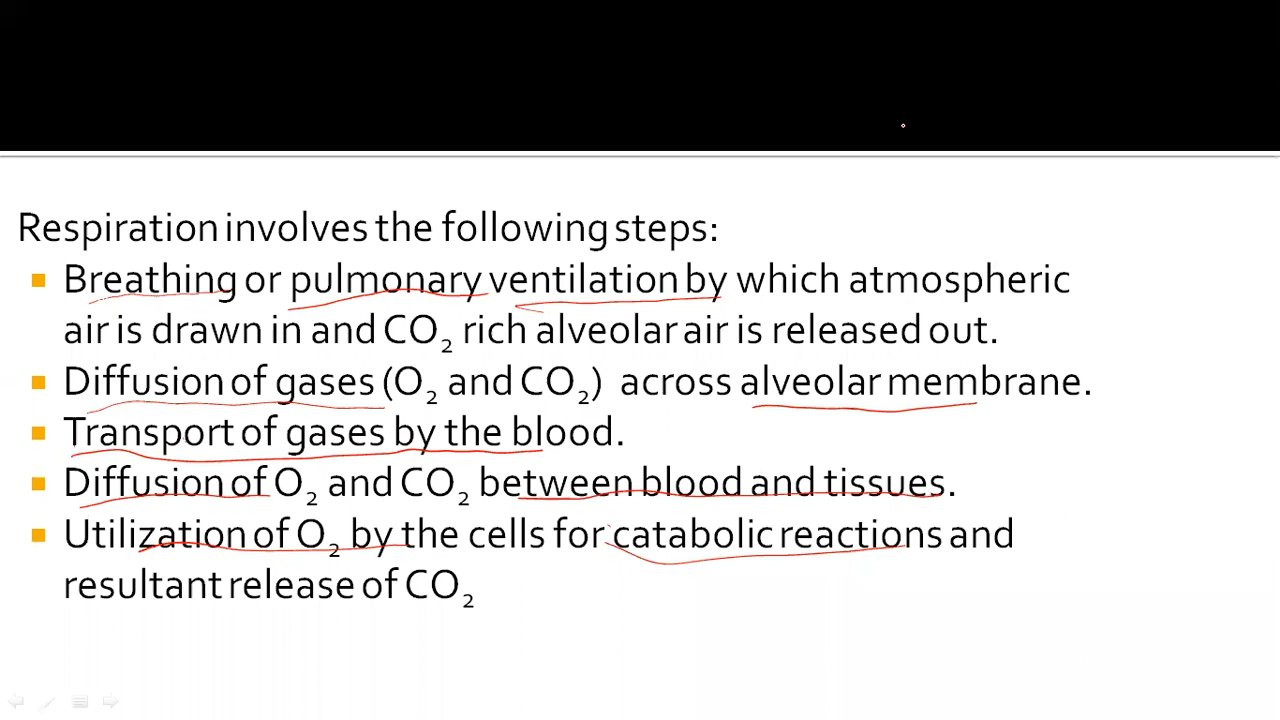 Respiration involves the following steps:
Breathing or pulmonary ventilation by which atmospheric
air is drawn in and CO₂ rich alveolar air is released out.
Diffusion of gases (O₂ and CO₂) across alveolar membrane.
Transport of gases by the blood.
Diffusion of O₂ and CO₂ between blood and tissues.
Utilization of O₂ by the cells for catabolic reactions and
resultant release of CO₂